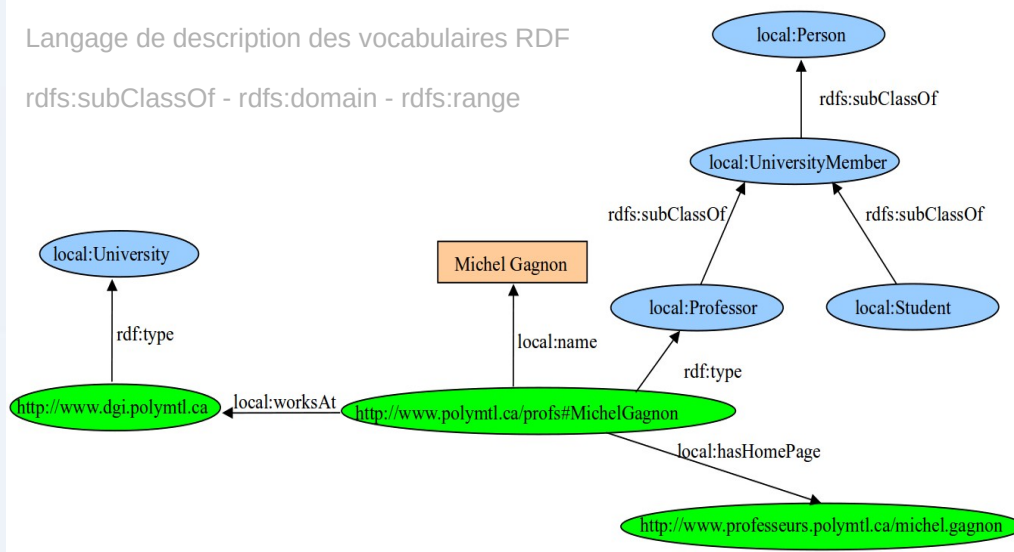 Langage de description des vocabulaires RDF
rdfs:subClassOf - rdfs:domain - rdfs:range
local:Person
rdfs:subClassOf
local:UniversityMember
rdfs:subClassOf
rdfs:subClassOf
local:University
Michel Gagnon
local:Professor
local:Student
rdf:type
local:name
rdf:type
http://www.dgi.polymtl.ca
local:worksAt
http://www.polymtl.ca/profs#MichelGagnon
local:hasHomePage
http://www.professeurs.polymtl.ca/michel.gagnon